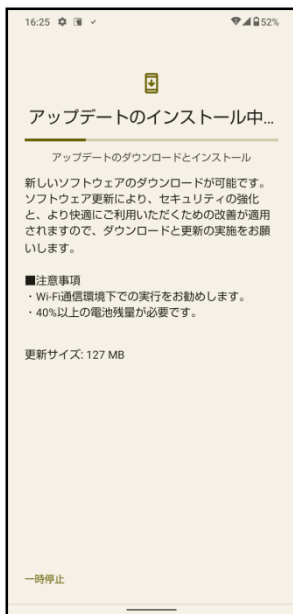 16:25 52%
アップデートのインストール中...
アップデートのダウンロードとインストール
新しいソフトウェアのダウンロードが可能です。
ソフトウェア更新により、セキュリティの強化
と、より快適にご利用いただくための改善が適用
されますので、ダウンロードと更新の実施をお願
いします。
■注意事項
・Wi-Fi通信環境下での実行をお勧めします。
・40%以上の電池残量が必要です。
更新サイズ: 127 MB
一時停止